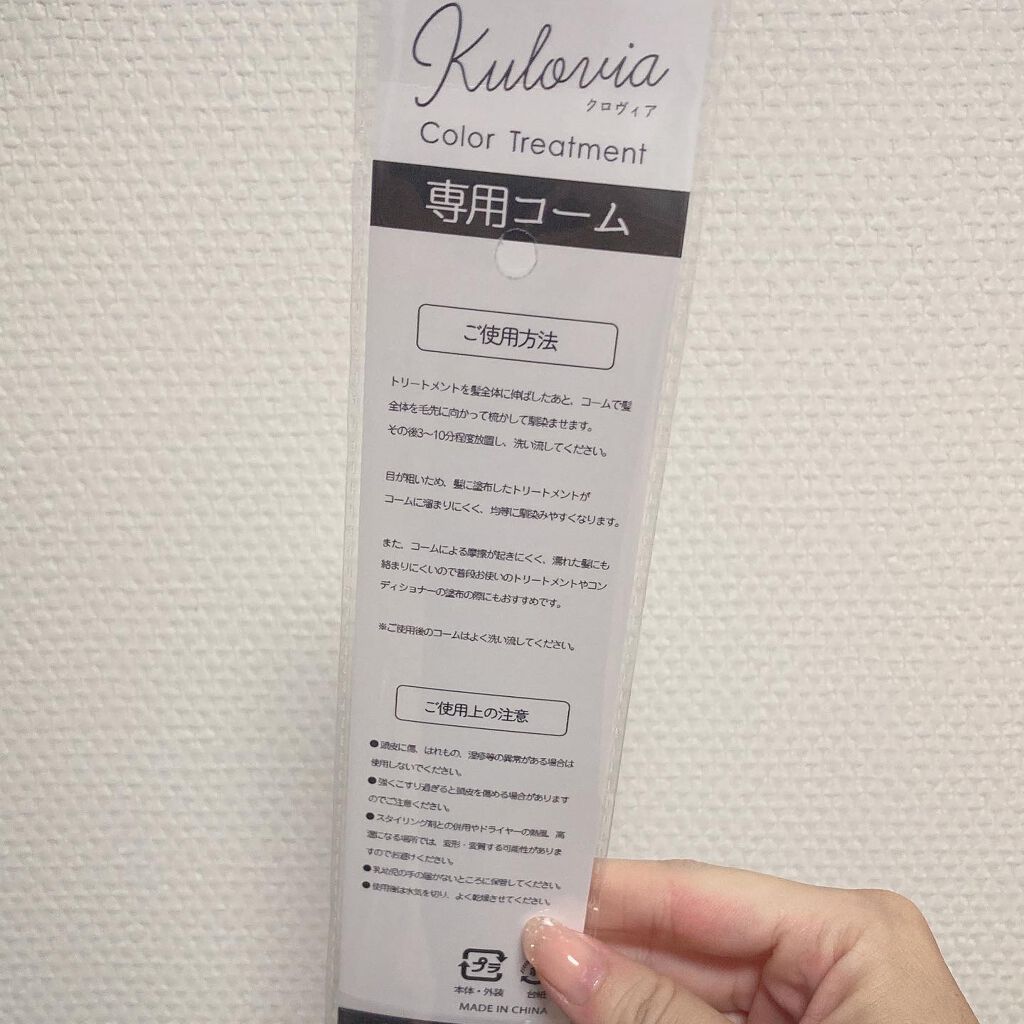 Kulovia
クロヴィア
Color Treatment
専用コーム
ご使用方法
トリートメントを髪全体に伸ばしたあと、コームで髪
全体を毛先に向かって梳かして馴染ませます。
その後3〜10分程度放置し、洗い流してください。
目が粗いため、髪に塗布したトリートメントが
コームに溜まりにくく、均等に馴染みやすくなります。
また、コームによる摩擦が起きにくく、濡れた髪にも
絡まりにくいので普段お使いのトリートメントやコン
ディショナーの塗布の際にもおすすめです。
※ご使用後のコームはよく洗い流してください。
ご使用上の注意
●頭皮に傷、はれもの、湿疹等の異常がある場合は
使用しないでください。
●強くこすり過ぎると頭皮を傷める場合があります
のでご注意ください。
●スタイリング剤との併用やドライヤーの熱風、高
温になる場所では、変形・変質する可能性がありま
すのでお避けください。
●乳幼児の手の届かないところに保管してください。
●使用後は水気を切り、よく乾燥させてください。
プラ
本体・外装
台紙
MADE IN CHINA